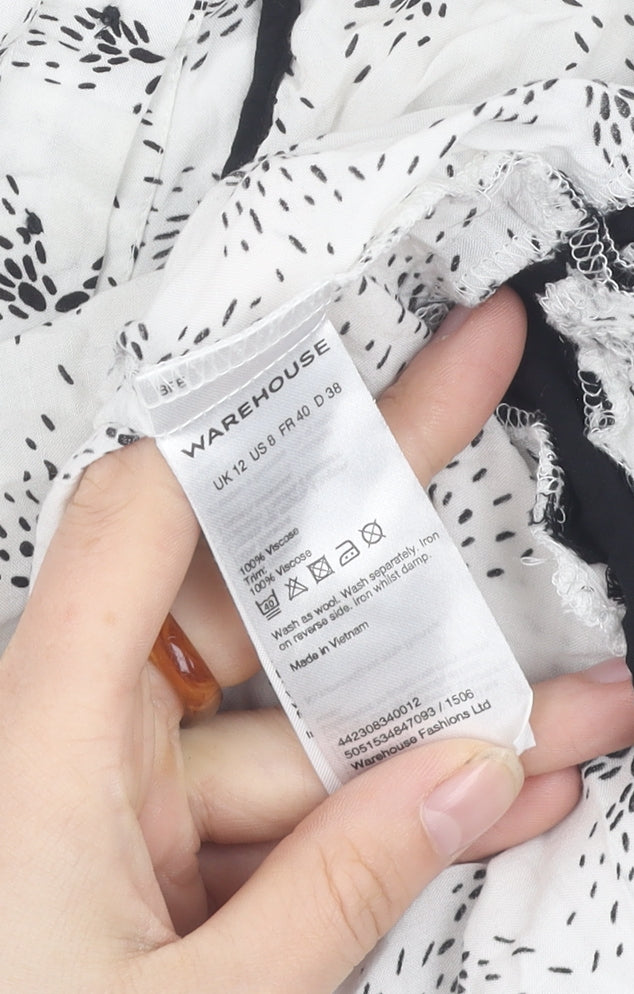 WAREHOUSE
UK 12 US 8 FR 40 D 38
100% Viscose
Trim:
100% Viscose
40
Wash as wool. Wash separately. Iron
on reverse side. Iron whilst damp.
Made in Vietnam
442308340012
5051534847093 / 1506
Warehouse Fashions Ltd